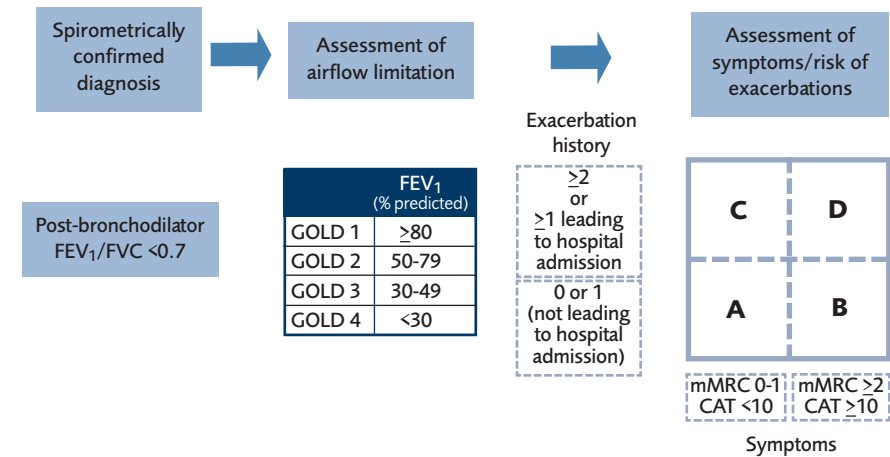 Spirometrically
confirmed
diagnosis
Assessment of
airflow limitation
Assessment of
symptoms/risk of
exacerbations
Exacerbation
history
Post-bronchodilator
FEV₁/FVC <0.7
FEV₁
(% predicted)
GOLD 1 ≥80
GOLD 2 50-79
GOLD 3 30-49
GOLD 4 <30
≥2
or
≥1 leading
to hospital
admission
0 or 1
(not leading
to hospital
admission)
C D
A B
mMRC 0-1 mMRC ≥2
CAT <10 CAT ≥10
Symptoms